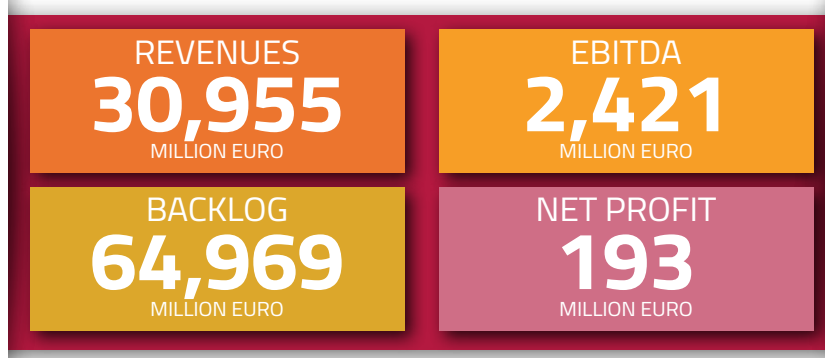 REVENUES
30,955
MILLION EURO
EBITDA
2,421
MILLION EURO
BACKLOG
64,969
MILLION EURO
NET PROFIT
193
MILLION EURO